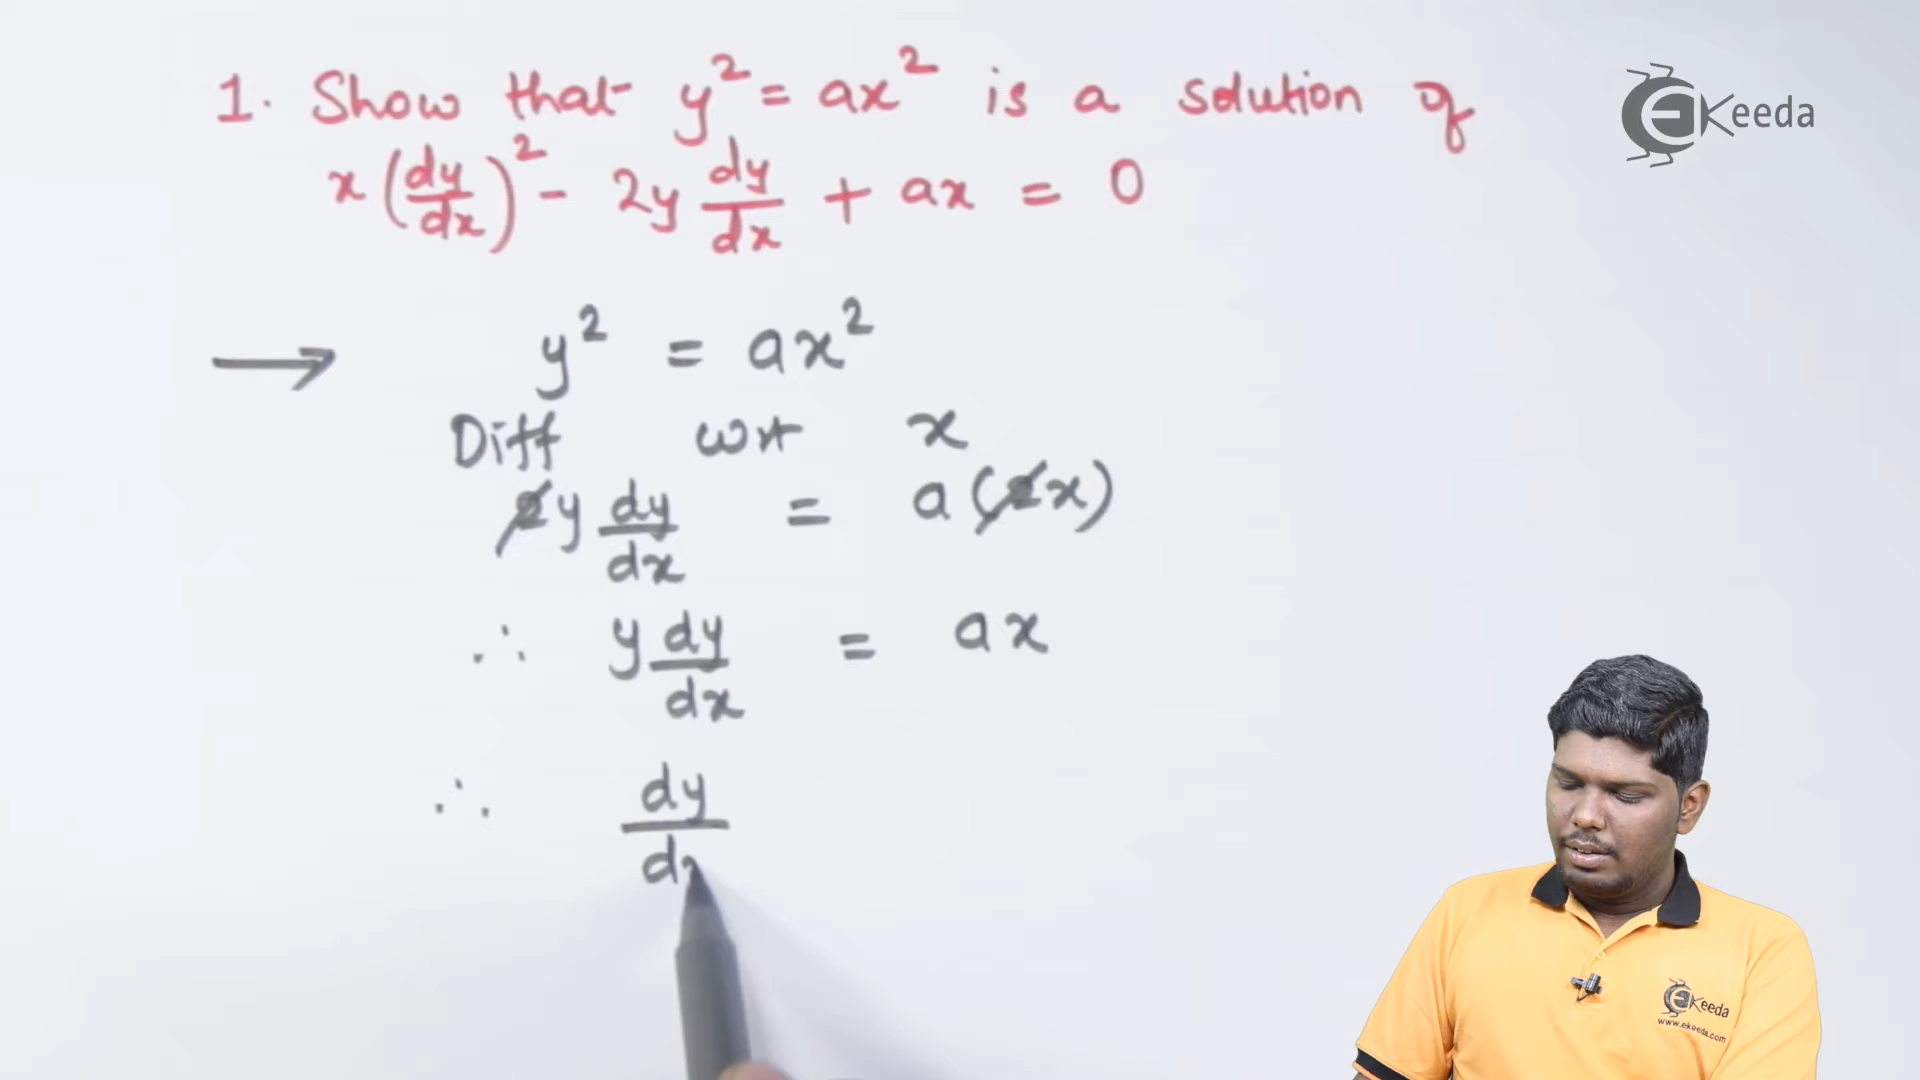 1. Show that y² = ax² is a solution of
x(dy/dx)² - 2y dy/dx + ax = 0
→ y² = ax²
Diff wrt x
2y dy/dx = a(2x)
∴ y dy/dx = ax
∴ dy/dx
EKeeda
EKeeda
www.ekeeda.com